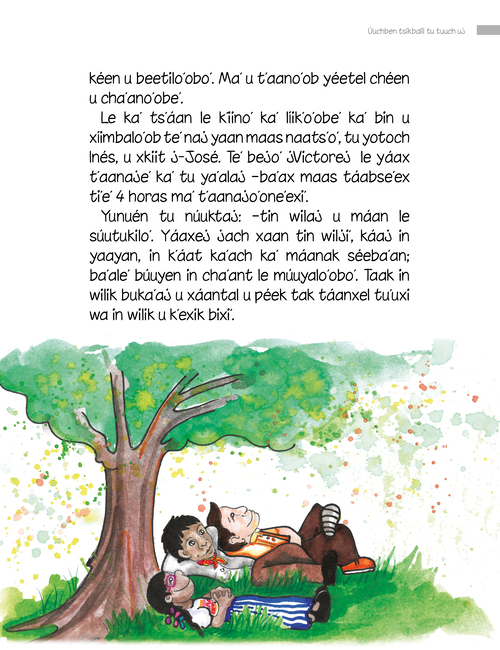 Úuchben tsikbalil tu tuuch uj
kéen u beetilo'obo'. Ma' u t'aano'ob yéetel chéen
u cha'ano'obe'.
Le ka' ts'áan le k'iino' ka' líik'o'obe' ka' bin u
xíimbalo'ob te' naj yaan maas naats'o', tu yotoch
Inés, u xkiit j-José. Te' bejo' jVictorej le yáax
t'aanaje' ka' tu ya'alaj –ba'ax maas táabse'ex
ti'e' 4 horas ma' t'aanajo'one'exi'.
Yunuén tu núuktaj: –tin wilaj u máan le
súutukilo'. Yáaxej jach xaan tin wilji', káaj in
yaayan, in k'áat ka'ach ka' máanak séeba'an;
ba'ale' búuyen in cha'ant le múuyalo'obo'. Taak in
wilik buka'aj u xáantal u péek tak táanxel tu'uxi
wa in wilik u k'exik bixi'.